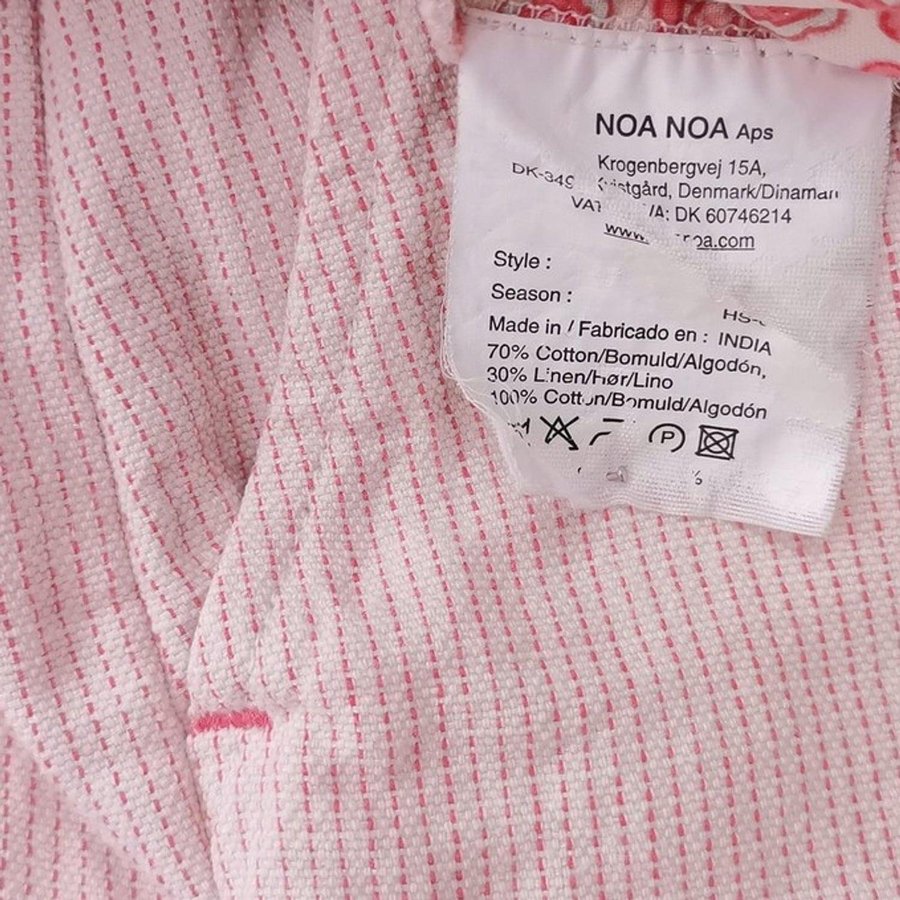 NOA NOA Aps
Krogenbergvej 15A,
Denmark/Dinamar
DK 60746214
Style :
Season :
Made in / Fabricado en : INDIA
70% Cotton/Bomuld/Algodón,
30% Linen/Hør/Lino
100% Cotton/Bomuld/Algodón
P